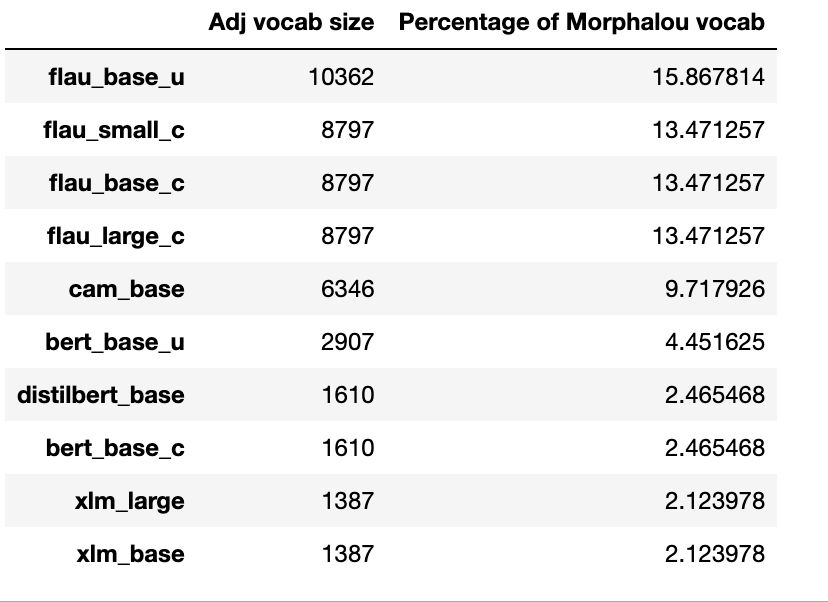 Adj vocab size Percentage of Morphalou vocab
flau_base_u 10362 15.867814
flau_small_c 8797 13.471257
flau_base_c 8797 13.471257
flau_large_c 8797 13.471257
cam_base 6346 9.717926
bert_base_u 2907 4.451625
distilbert_base 1610 2.465468
bert_base_c 1610 2.465468
xlm_large 1387 2.123978
xlm_base 1387 2.123978